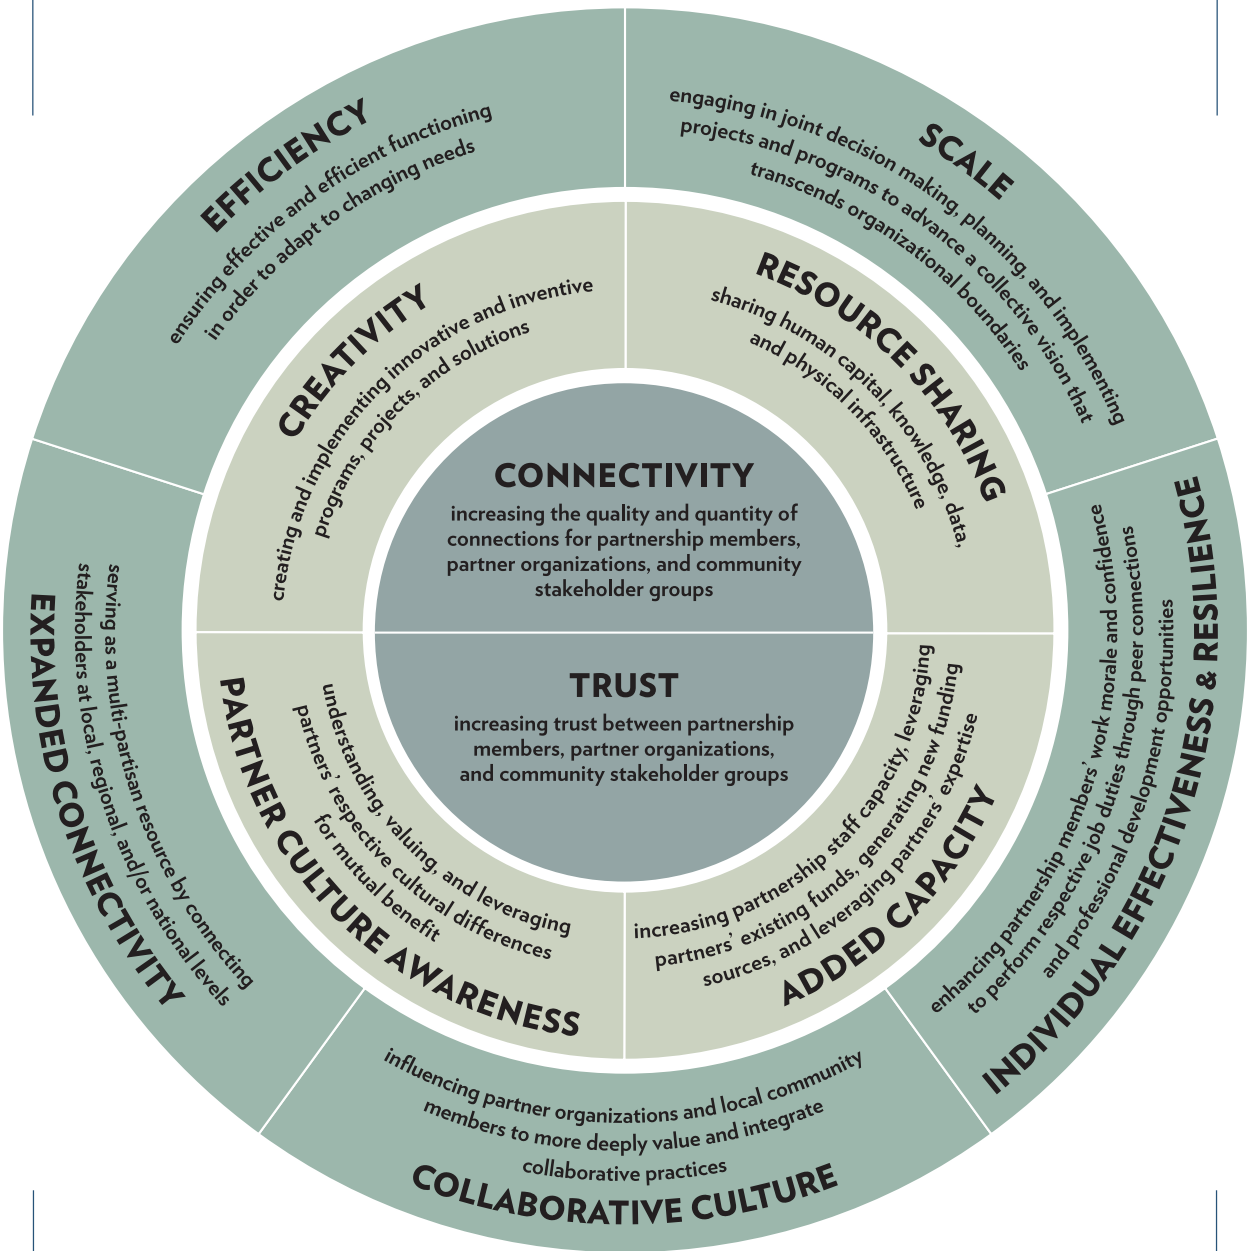 EFFICIENCY
ensuring effective and efficient functioning
in order to adapt to changing needs
SCALE
engaging in joint decision making, planning, and implementing
projects and programs to advance a collective vision that
transcends organizational boundaries
CREATIVITY
creating and implementing innovative and inventive
programs, projects, and solutions
RESOURCE SHARING
sharing human capital, knowledge, data,
and physical infrastructure
CONNECTIVITY
increasing the quality and quantity of
connections for partnership members,
partner organizations, and community
stakeholder groups
TRUST
increasing trust between partnership
members, partner organizations,
and community stakeholder groups
PARTNER CULTURE AWARENESS
understanding, valuing, and leveraging
partners’ respective cultural differences
for mutual benefit
increasing partnership staff capacity, leveraging
partners’ existing funds, generating new funding
sources, and leveraging partners’ expertise
ADDED CAPACITY
serving as a multi-partisan resource by connecting
stakeholders at local, regional, and/or national levels
EXPANDED CONNECTIVITY
enhancing partnership members’ work morale and confidence
to perform respective job duties through peer connections
and professional development opportunities
INDIVIDUAL EFFECTIVENESS & RESILIENCE
influencing partner organizations and local community
members to more deeply value and integrate
collaborative practices
COLLABORATIVE CULTURE